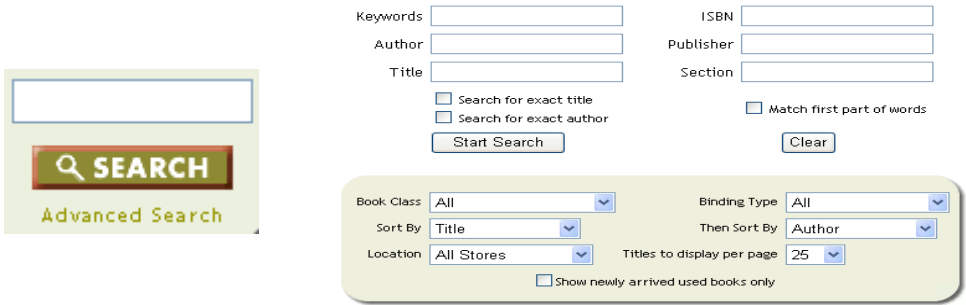 SEARCH
Advanced Search
Keywords ISBN
Author Publisher
Title Section
Search for exact title
Match first part of words
Search for exact author
Start Search Clear
Book Class All Binding Type All
Sort By Title Then Sort By Author
Location All Stores Titles to display per page 25
Show newly arrived used books only